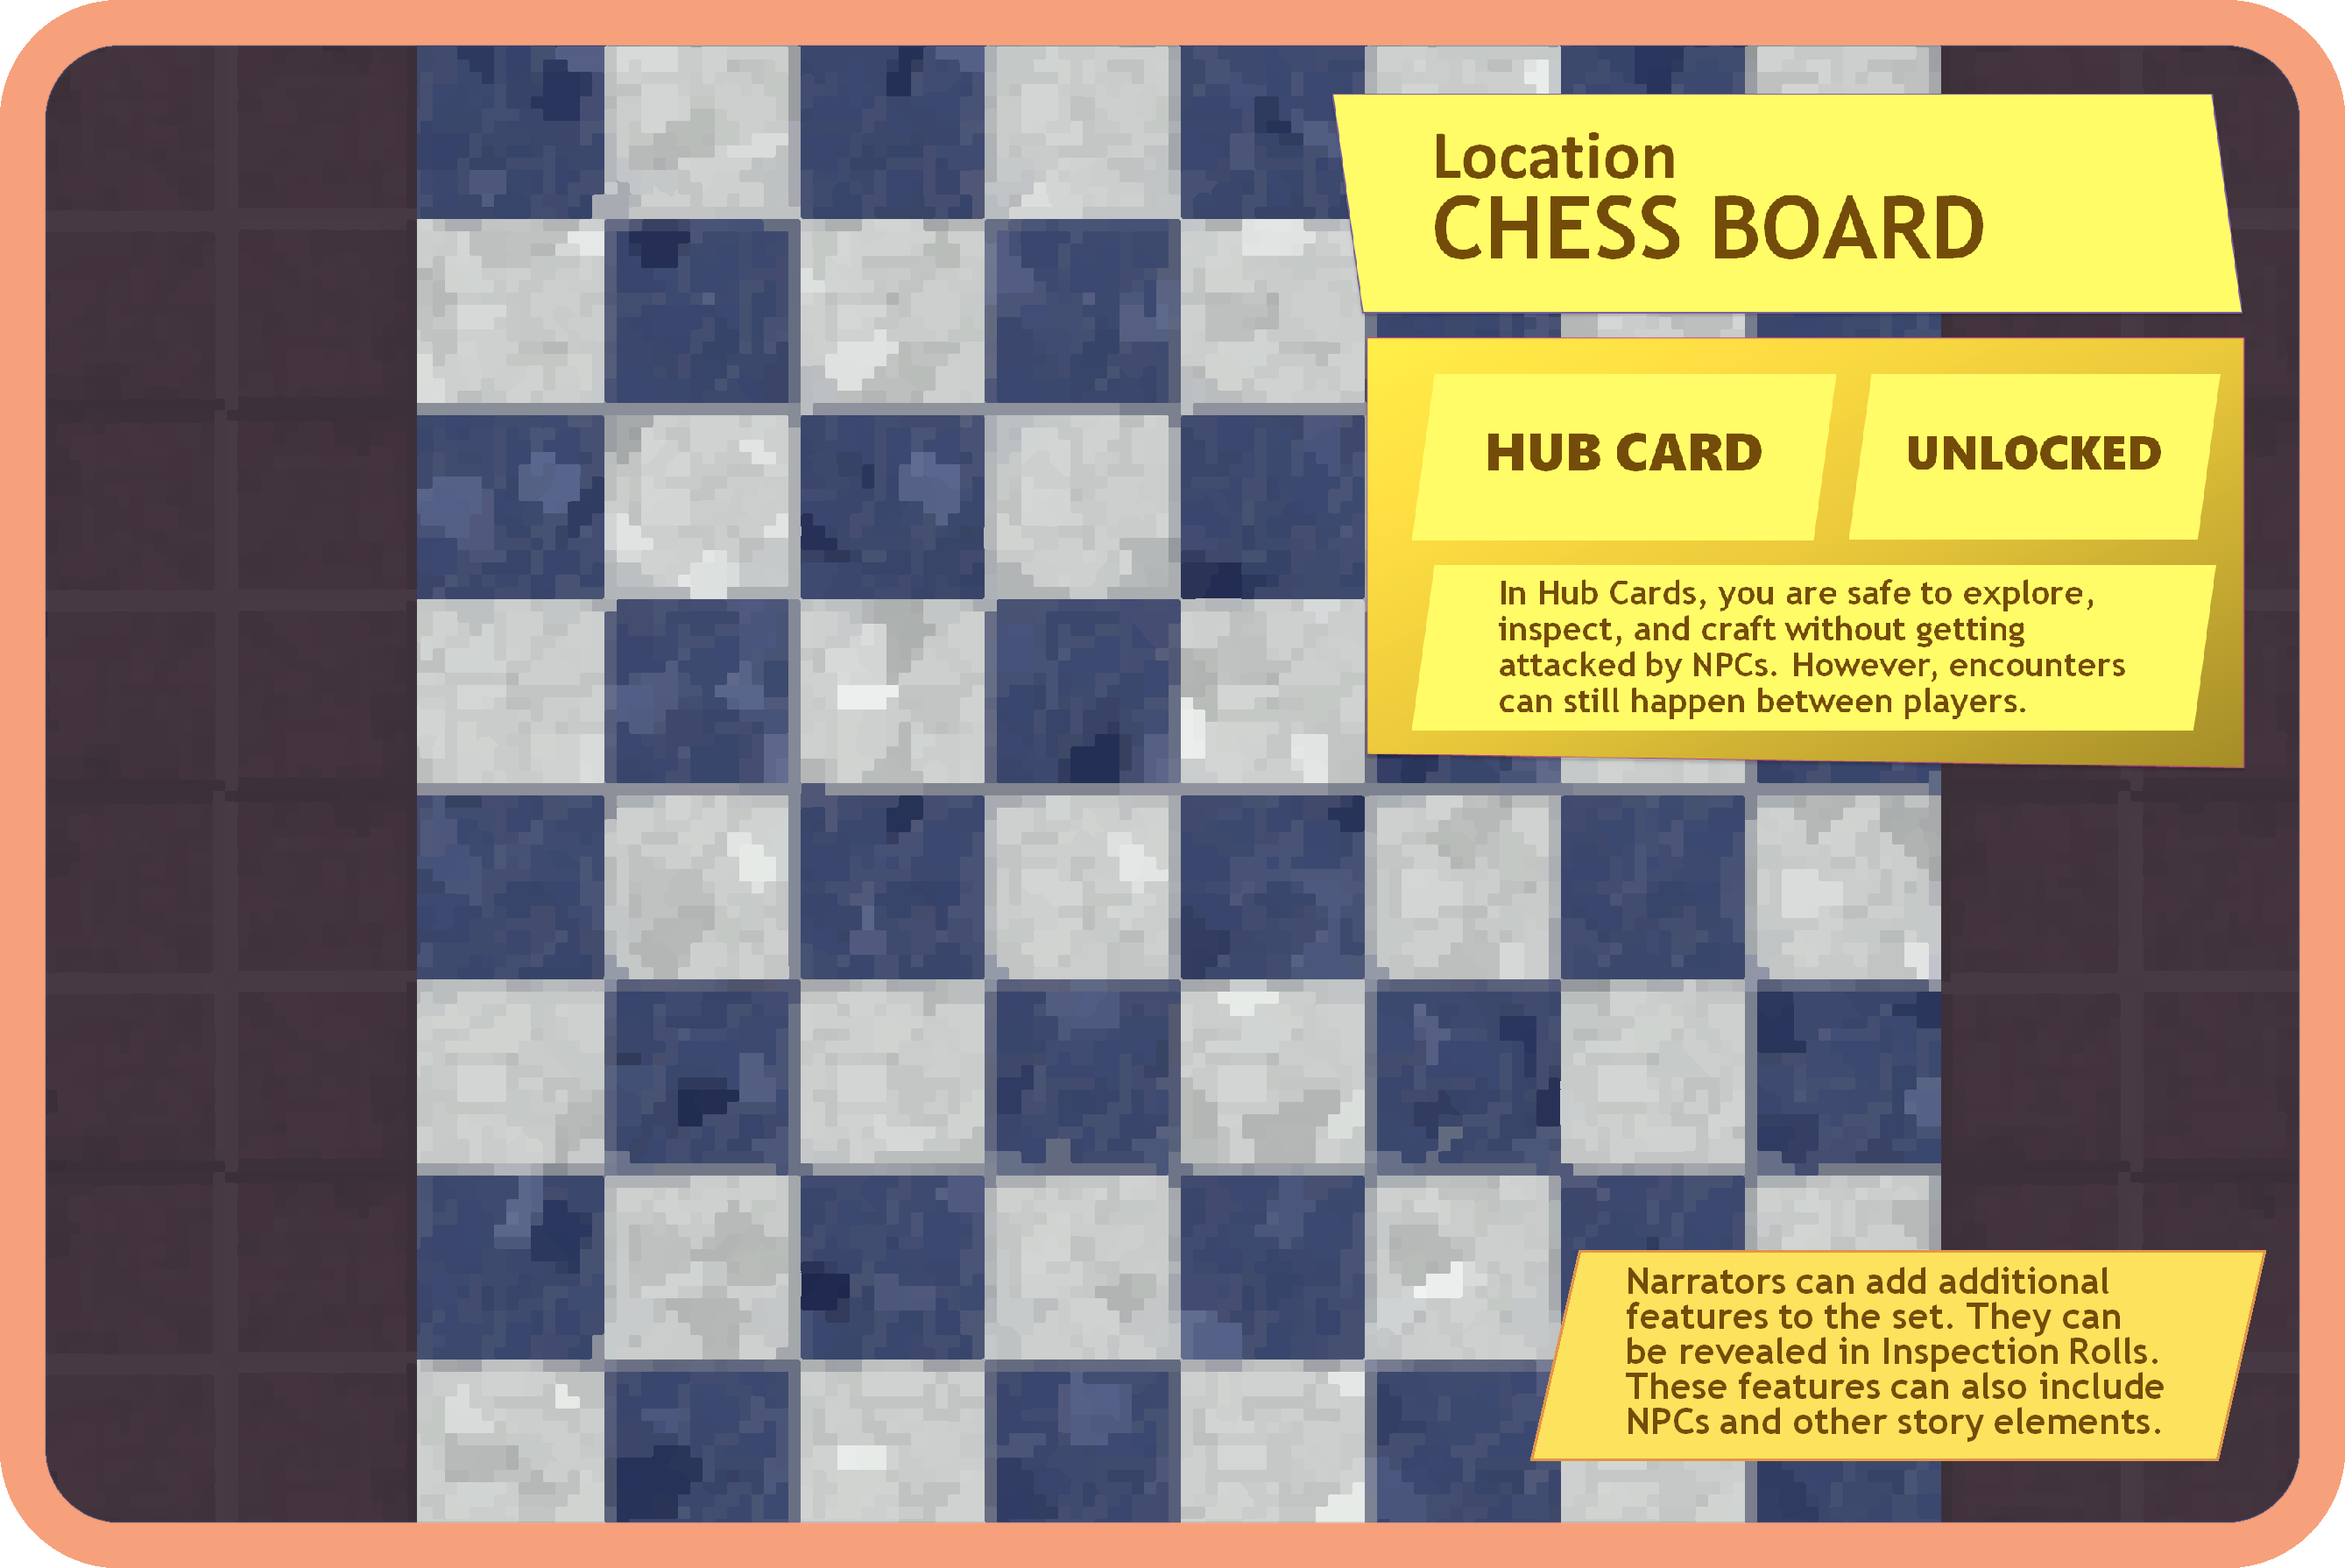 Location
CHESS BOARD
HUB CARD
UNLOCKED
In Hub Cards, you are safe to explore,
inspect, and craft without getting
attacked by NPCs. However, encounters
can still happen between players.
Narrators can add additional
features to the set. They can
be revealed in Inspection Rolls.
These features can also include
NPCs and other story elements.